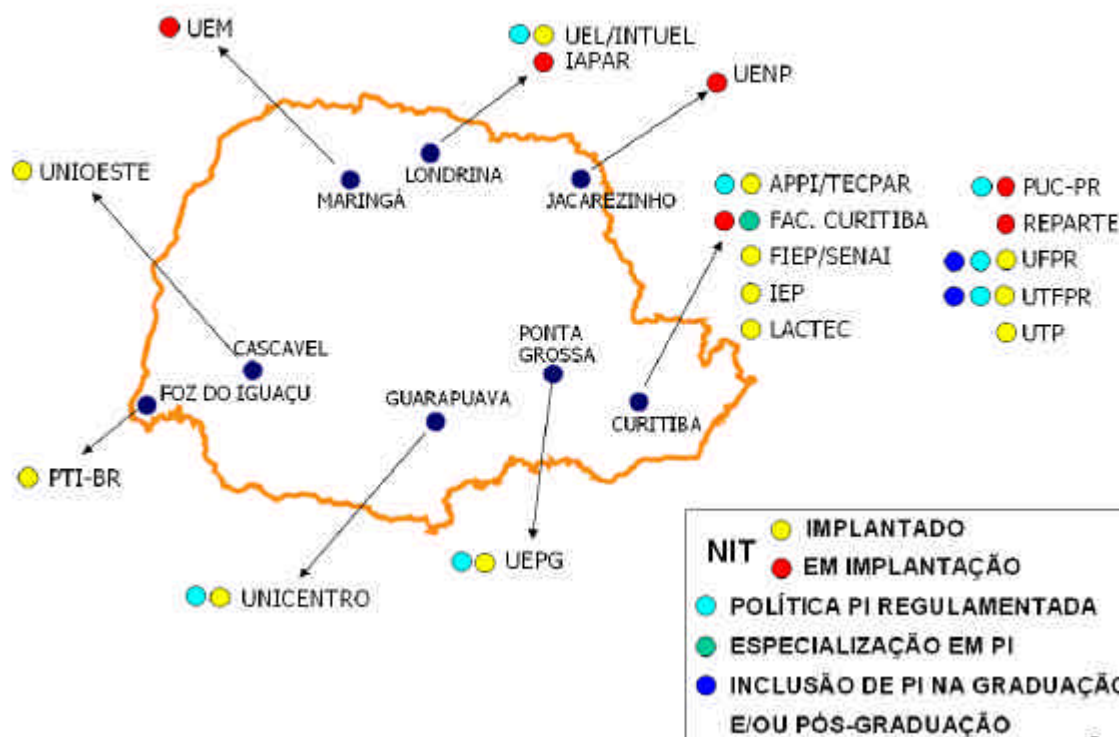 UEM
UEL/INTUEL
IAPAR
UENP
UNIOESTE
LONDRINA
MARINGÁ
JACAREZINHO
APPI/TECPAR
PUC-PR
FAC. CURITIBA
REPARTE
FIEP/SENAI
UFPR
IEP
UTFPR
LACTEC
UTP
CASCAVEL
PONTA
GROSSA
FOZ DO IGUAÇU
GUARAPUAVA
CURITIBA
PTI-BR
UEPG
UNICENTRO
NIT
IMPLANTADO
EM IMPLANTAÇÃO
POLÍTICA PI REGULAMENTADA
ESPECIALIZAÇÃO EM PI
INCLUSÃO DE PI NA GRADUAÇÃO
E/OU PÓS-GRADUAÇÃO